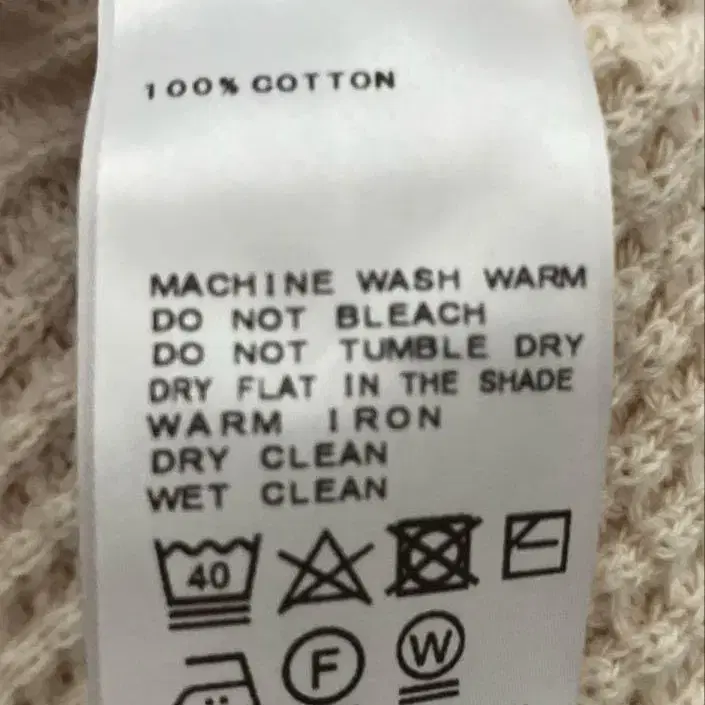 100% COTTON
MACHINE WASH WARM
DO NOT BLEACH
DO NOT TUMBLE DRY
DRY FLAT IN THE SHADE
WARM IRON
DRY CLEAN
WET CLEAN
40
F W